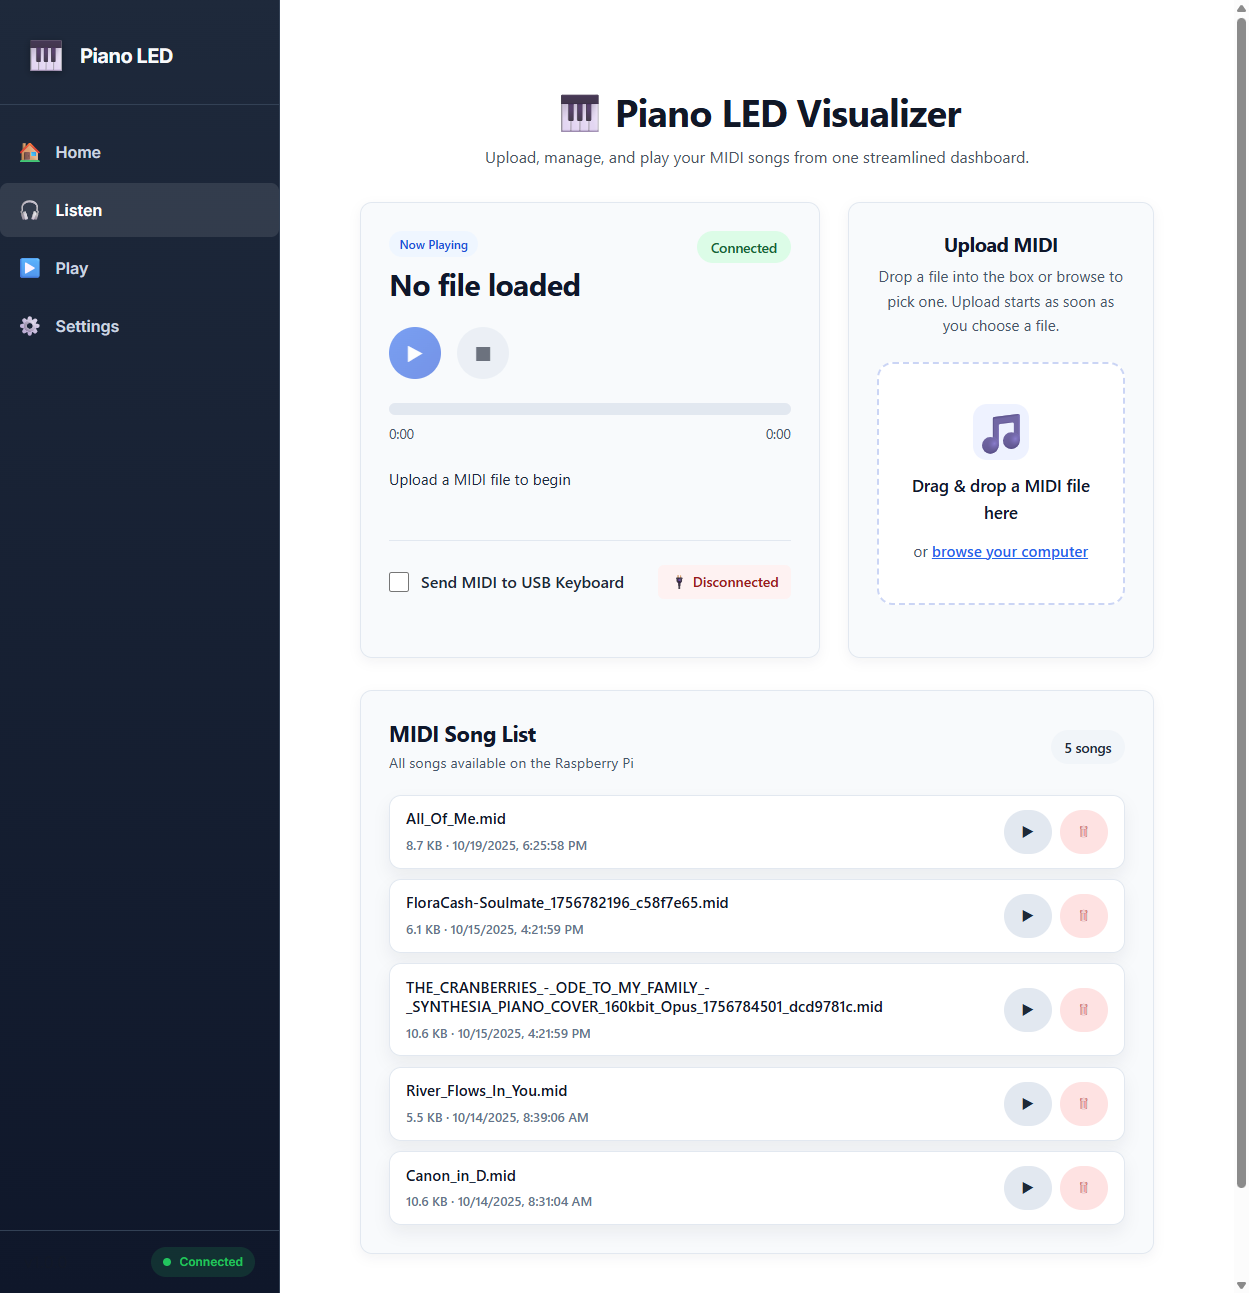 Piano LED
Home
Listen
Play
Settings
Connected
Piano LED Visualizer
Upload, manage, and play your MIDI songs from one streamlined dashboard.
Now Playing
Connected
No file loaded
0:00
0:00
Upload a MIDI file to begin
Send MIDI to USB Keyboard
Disconnected
Upload MIDI
Drop a file into the box or browse to
pick one. Upload starts as soon as
you choose a file.
Drag & drop a MIDI file
here
or browse your computer
MIDI Song List
All songs available on the Raspberry Pi
5 songs
All_Of_Me.mid
8.7 KB · 10/19/2025, 6:25:58 PM
FloraCash-Soulmate_1756782196_c58f7e65.mid
6.1 KB · 10/15/2025, 4:21:59 PM
THE_CRANBERRIES_-_ODE_TO_MY_FAMILY_-
_SYNTHESIA_PIANO_COVER_160kbit_Opus_1756784501_dcd9781c.mid
10.6 KB · 10/15/2025, 4:21:59 PM
River_Flows_In_You.mid
5.5 KB · 10/14/2025, 8:39:06 AM
Canon_in_D.mid
10.6 KB · 10/14/2025, 8:31:04 AM